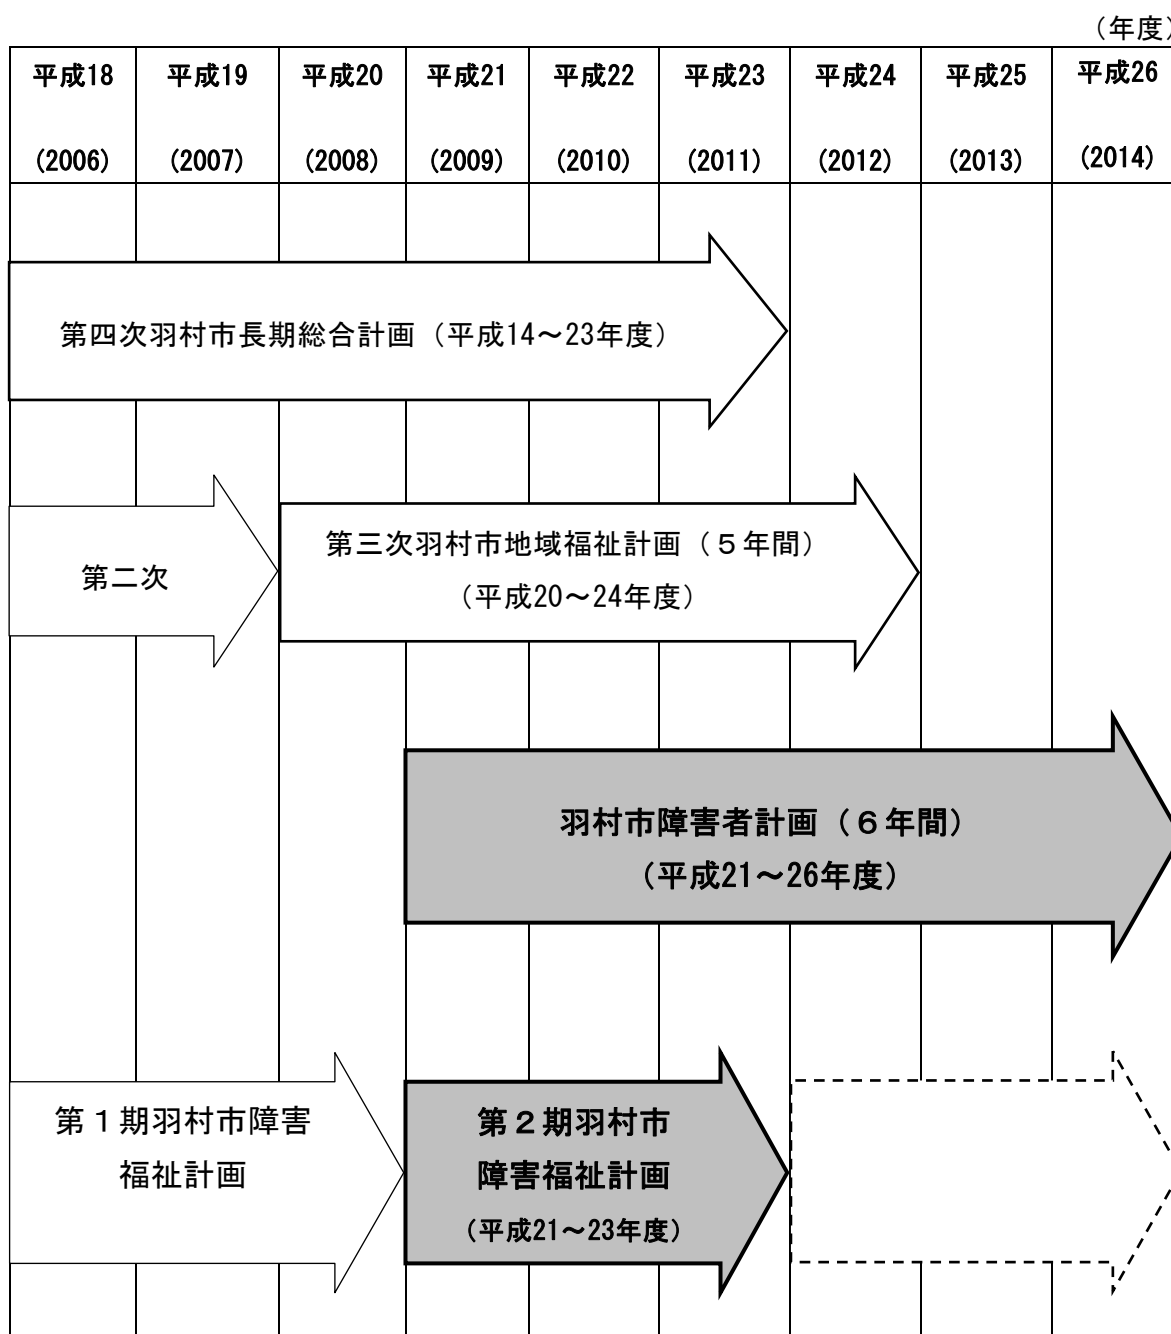 （年度）
平成18 平成19 平成20 平成21 平成22 平成23 平成24 平成25 平成26
(2006) (2007) (2008) (2009) (2010) (2011) (2012) (2013) (2014)
第四次羽村市長期総合計画（平成14～23年度）
第二次
第三次羽村市地域福祉計画（５年間）
（平成20～24年度）
羽村市障害者計画（６年間）
（平成21～26年度）
第１期羽村市障害
福祉計画
第２期羽村市
障害福祉計画
（平成21～23年度）